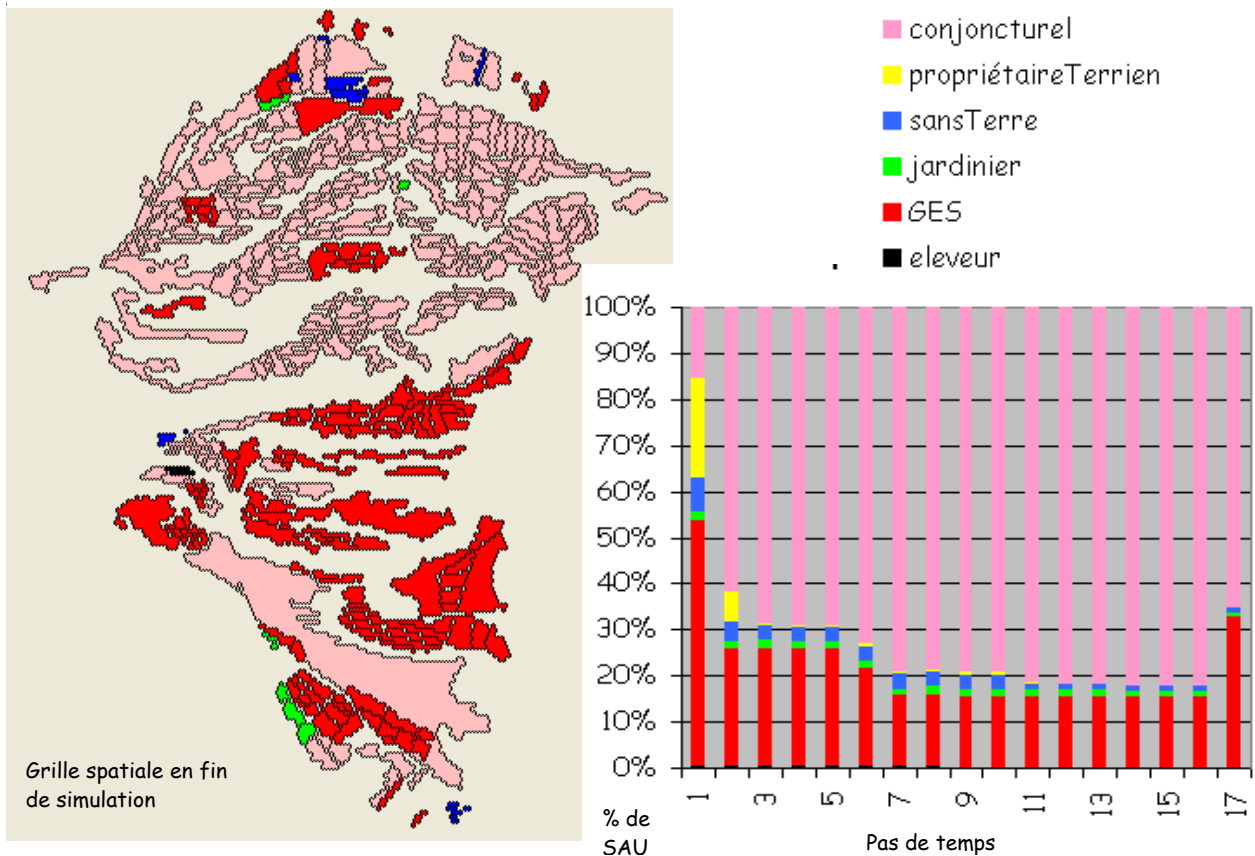 conjoncturel
propriétaireTerrien
sansTerre
jardinier
GES
eleveur
100%
90%
80%
70%
60%
50%
40%
30%
20%
10%
0%
1
3
5
7
9
11
13
15
17
% de
SAU
Pas de temps
Grille spatiale en fin
de simulation